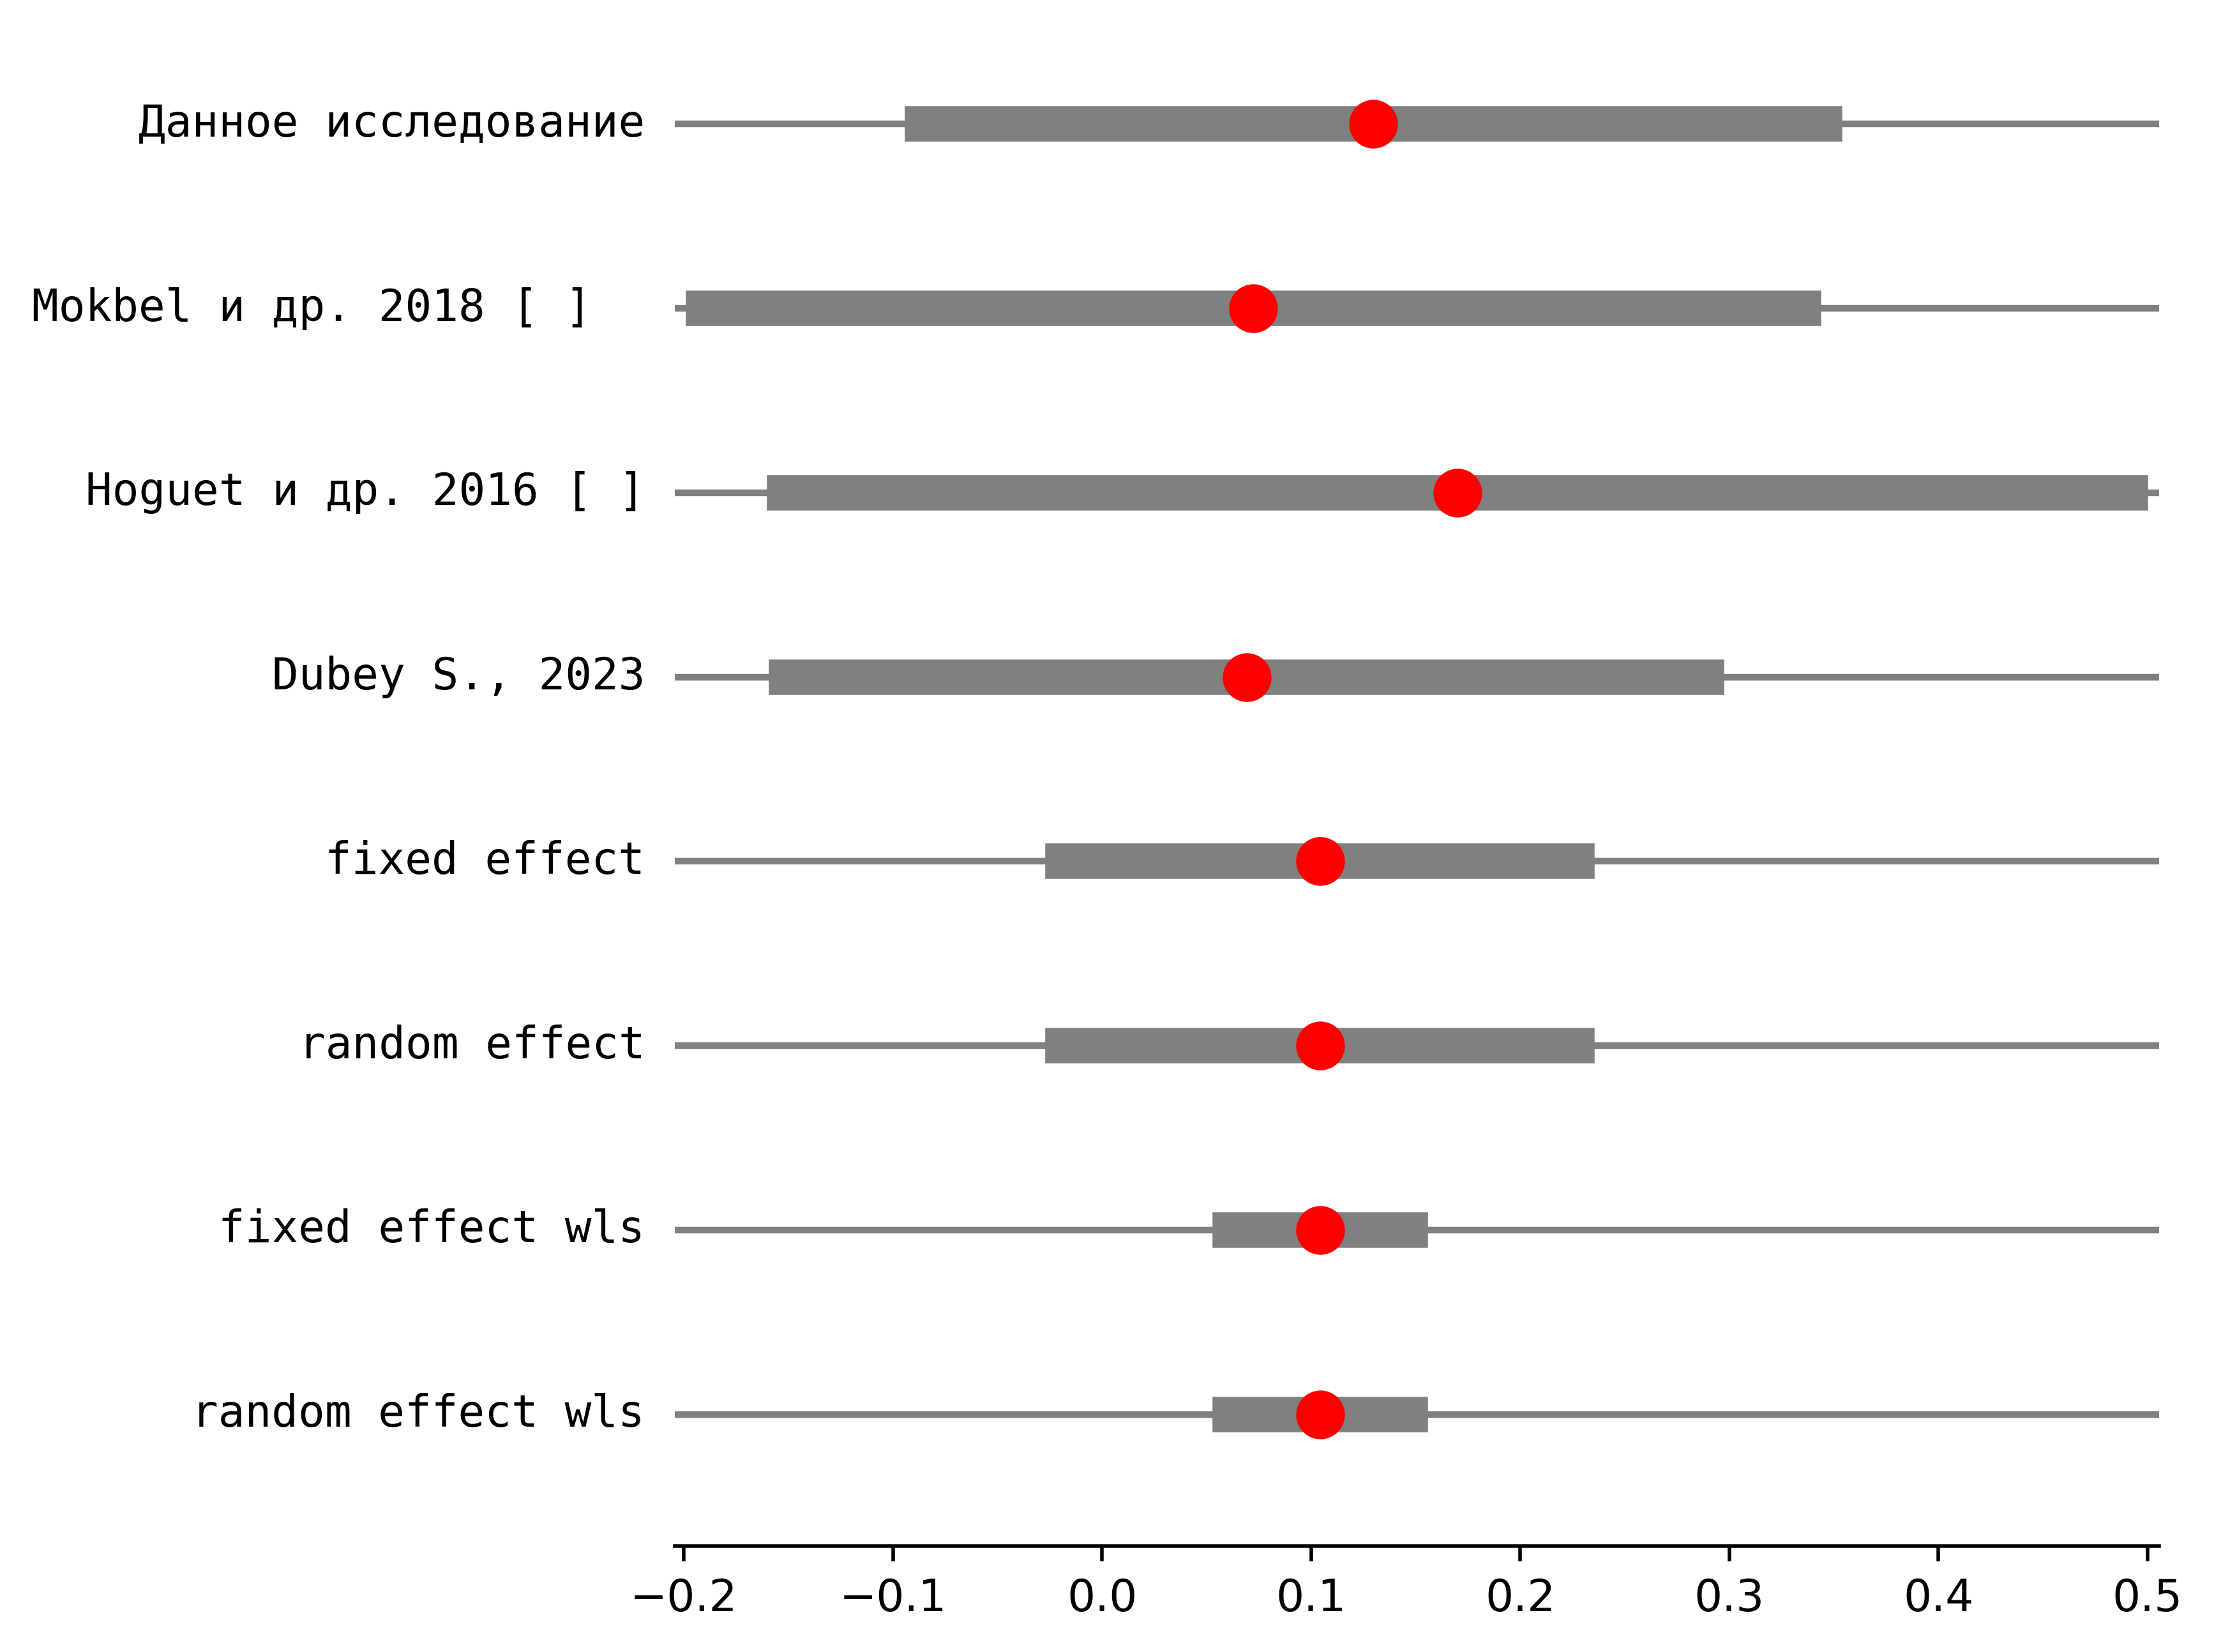 Данное исследование
Mokbel и др. 2018 [ ]
Hoguet и др. 2016 [ ]
Dubey S., 2023
fixed effect
random effect
fixed effect wls
random effect wls
−0.2 −0.1 0.0 0.1 0.2 0.3 0.4 0.5